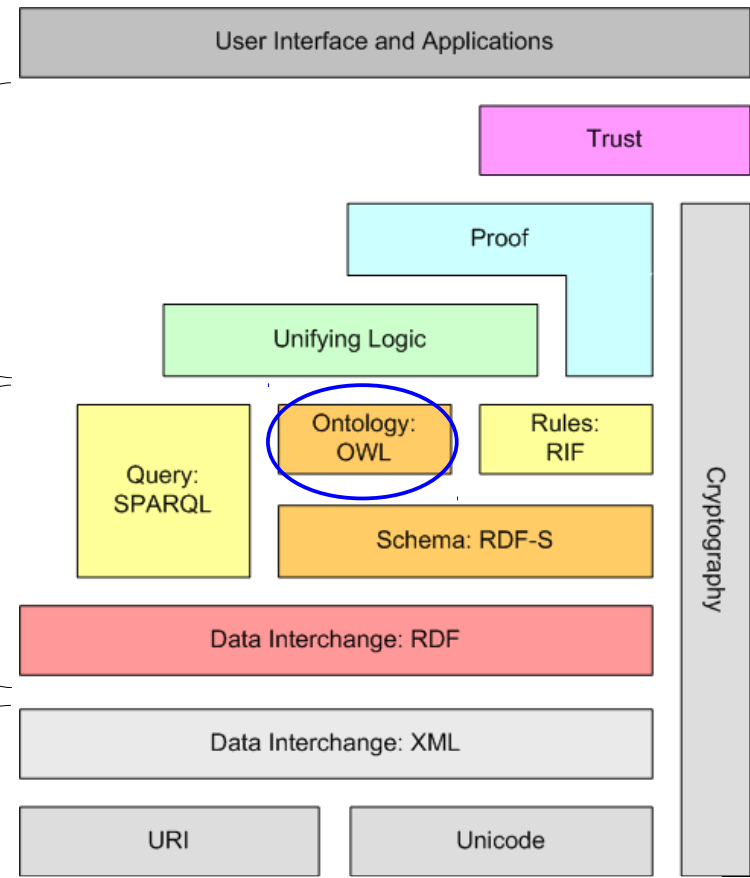 User Interface and Applications
Trust
Proof
Unifying Logic
Ontology:
OWL
Rules:
RIF
Query:
SPARQL
Schema: RDF-S
Cryptography
Data Interchange: RDF
Data Interchange: XML
URI
Unicode